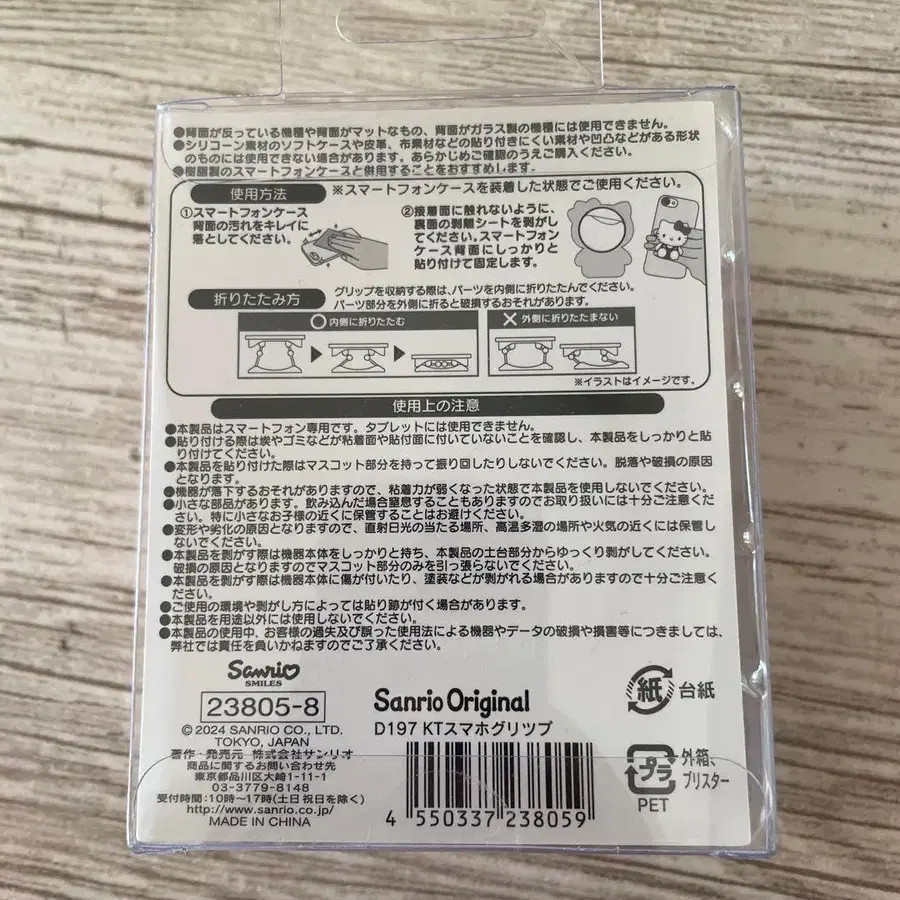 ●背面が反っている機種や背面がマットなもの、背面がガラス製の機種には使用できません。
●シリコーン素材のソフトケースや皮革、布素材などの貼り付きにくい素材や凹凸などがある形状
のものには使用できない場合があります。あらかじめご確認のうえご購入ください。
●樹脂製のスマートフォンケースと併用することをおすすめします。
使用方法 ※スマートフォンケースを装着した状態でご使用ください。
①スマートフォンケース
背面の汚れをキレイに
落としてください。
②接着面に触れないように、
裏面の剥離シートを剥がし
てください。スマートフォン
ケース背面にしっかりと
貼り付けて固定します。
折りたたみ方
グリップを収納する際は、パーツを内側に折りたたんでください。
パーツ部分を外側に折ると破損するおそれがあります。
○内側に折りたたむ
×外側に折りたたまない
※イラストはイメージです。
使用上の注意
●本製品はスマートフォン専用です。タブレットには使用できません。
●貼り付ける際は埃やゴミなどが粘着面や貼付面に付いていないことを確認し、本製品をしっかりと貼
り付けてください。
●本製品を貼り付けた際はマスコット部分を持って振り回したりしないでください。脱落や破損の原因
となります。
●機器が落下するおそれがありますので、粘着力が弱くなった状態で本製品を使用しないでください。
●小さな部品があります。飲み込んだ場合窒息することもありますのでお取り扱いには十分ご注意くだ
さい。特に小さなお子様の近くに保管することはお避けください。
●変形や劣化の原因となりますので、直射日光の当たる場所、高温多湿の場所や火気の近くには保管し
ないでください。
●本製品を剥がす際は機器本体をしっかりと持ち、本製品の土台部分からゆっくり剥がしてください。
破損の原因となりますのでマスコット部分のみを引っ張らないでください。
●本製品を剥がす際は機器本体に傷が付いたり、塗装などが剥がれる場合がありますので十分ご注意く
ださい。
●ご使用の環境や剥がし方によっては貼り跡が付く場合があります。
●本製品を用途以外には使用しないでください。
●本製品の使用中、お客様の過失及び誤った使用法による機器やデータの破損や損害等につきましては、
弊社では責任を負いかねますのでご了承ください。
Sanrio
SMILES
23805-8
© 2024 SANRIO CO., LTD.
TOKYO, JAPAN
著作・発売元 株式会社サンリオ
商品に関するお問い合わせ先
東京都品川区大崎1-11-1
03-3779-8148
受付時間:10時〜17時(土日祝日を除く)
http://www.sanrio.co.jp/
MADE IN CHINA
Sanrio Original
D197 KTスマホグリップ
4 550337 238059
紙 台紙
プラ 外箱、
ブリスター
PET